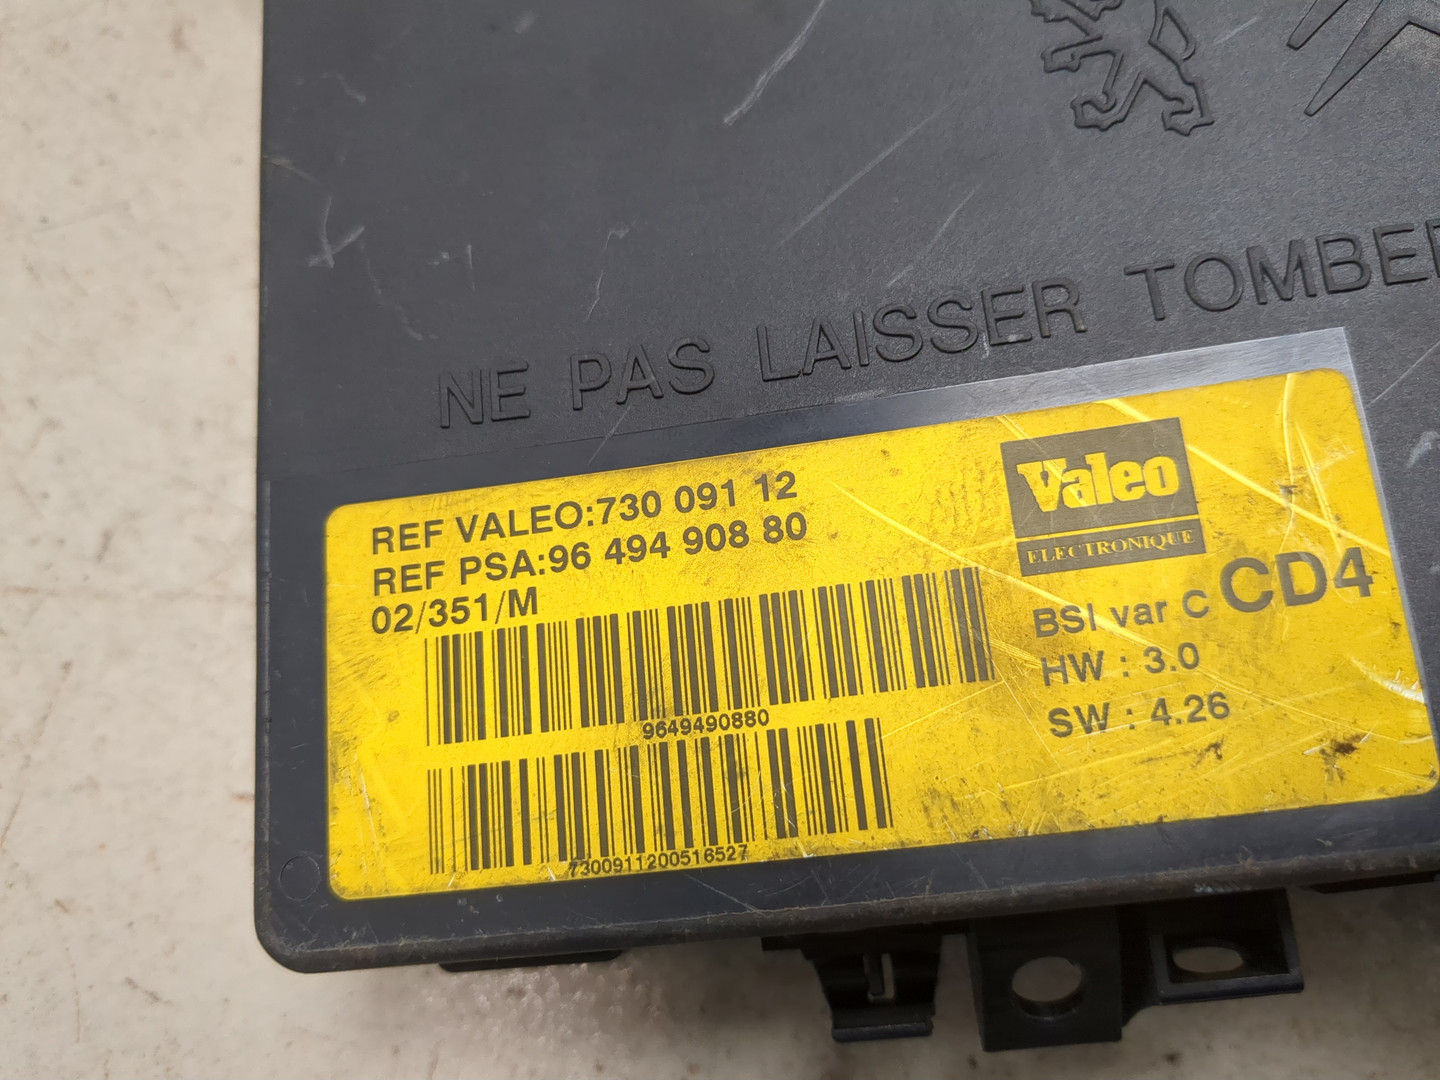 NE PAS LAISSER TOMBER
REF VALEO:730 091 12
REF PSA:96 494 908 80
02/351/M
9649490880
7300911200516527
Valeo
ELECTRONIQUE
BSI var C CD4
HW : 3.0
SW : 4.26